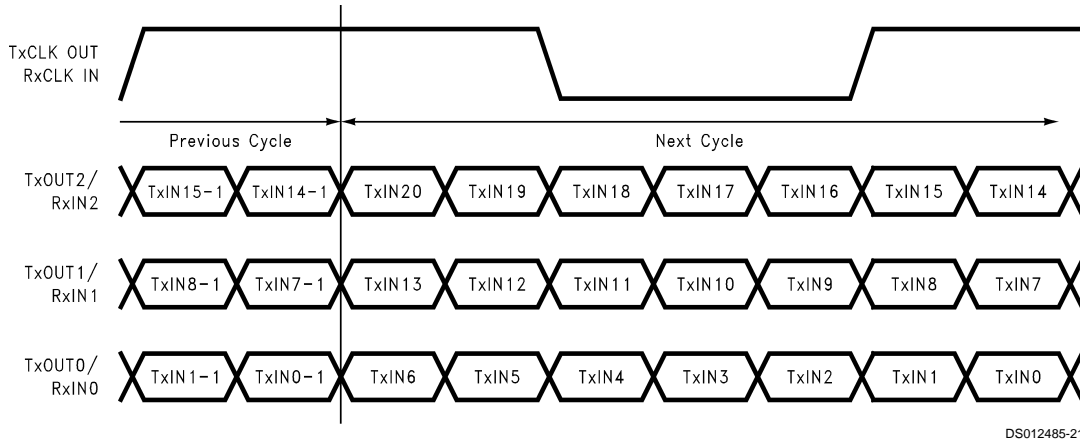 TxCLK OUT
RxCLK IN
Previous Cycle
Next Cycle
TxOUT2/
RxIN2
TxIN15-1 TxIN14-1 TxIN20 TxIN19 TxIN18 TxIN17 TxIN16 TxIN15 TxIN14
TxOUT1/
RxIN1
TxIN8-1 TxIN7-1 TxIN13 TxIN12 TxIN11 TxIN10 TxIN9 TxIN8 TxIN7
TxOUT0/
RxIN0
TxIN1-1 TxIN0-1 TxIN6 TxIN5 TxIN4 TxIN3 TxIN2 TxIN1 TxIN0
DS012485-21